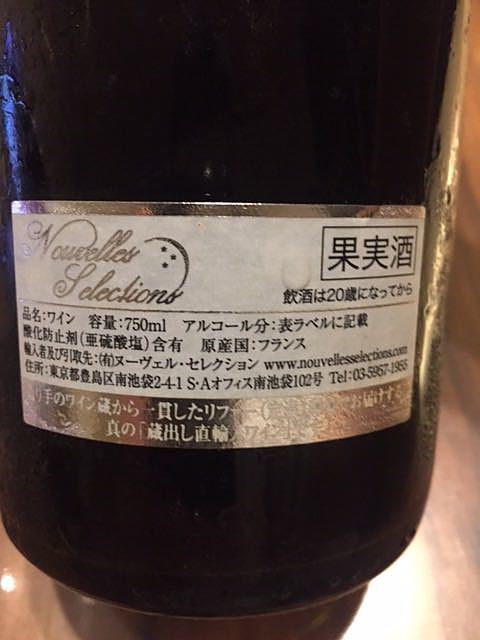 Nouvelles
Selections
果実酒
飲酒は20歳になってから
品名:ワイン 容量:750ml アルコール分:表ラベルに記載
酸化防止剤(亜硫酸塩)含有 原産国:フランス
輸入者及び引取先:(有)ヌーヴェル・セレクション www.nouvellesselections.com
住所:東京都豊島区南池袋2-4-1 S・Aオフィス南池袋102号 Tel:03-5957-1955
り手のワイン蔵から一貫したリフ お届けす
真の「蔵出し直輸 ワイン